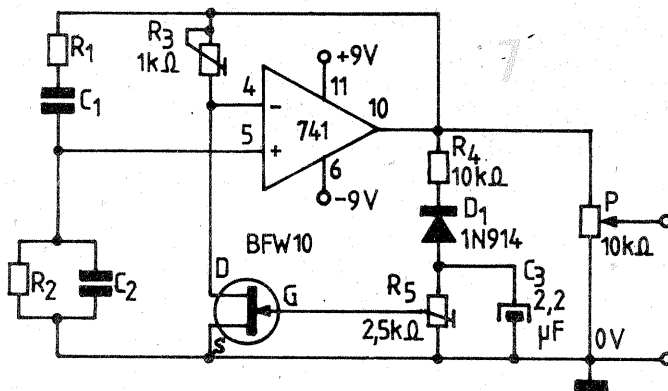 R1
C1
R2
C2
R3
1kΩ
4
-
5
+
741
+9V
11
10
6
-9V
BFW10
D
G
S
R4
10kΩ
D1
1N914
R5
2,5kΩ
C3
2,2
µF
P
10kΩ
0V
7